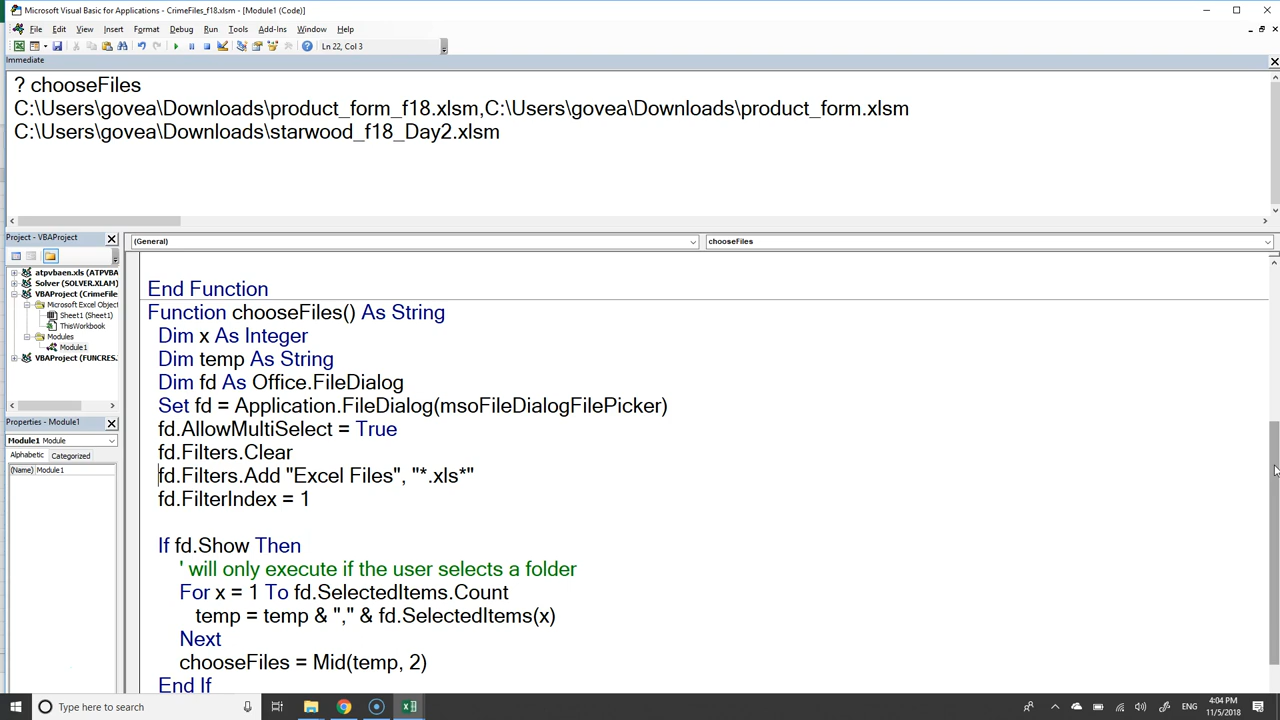 Microsoft Visual Basic for Applications - CrimeFiles_f18.xlsm - [Module1 (Code)]
File Edit View Insert Format Debug Run Tools Add-Ins Window Help
Ln 22, Col 3
Immediate
? chooseFiles
C:\Users\govea\Downloads\product_form_f18.xlsm,C:\Users\govea\Downloads\product_form.xlsm
C:\Users\govea\Downloads\starwood_f18_Day2.xlsm
Project - VBAProject
(General)
chooseFiles
atpvbaen.xls (ATPVBA
Solver (SOLVER.XLAM)
VBAProject (CrimeFile
Microsoft Excel Object
Sheet1 (Sheet1)
ThisWorkbook
Modules
Module1
VBAProject (FUNCRES.
Properties - Module1
Module1 Module
Alphabetic Categorized
(Name) Module1
End Function
Function chooseFiles() As String
Dim x As Integer
Dim temp As String
Dim fd As Office.FileDialog
Set fd = Application.FileDialog(msoFileDialogFilePicker)
fd.AllowMultiSelect = True
fd.Filters.Clear
fd.Filters.Add "Excel Files", "*.xls*"
fd.FilterIndex = 1
If fd.Show Then
' will only execute if the user selects a folder
For x = 1 To fd.SelectedItems.Count
temp = temp & "," & fd.SelectedItems(x)
Next
chooseFiles = Mid(temp, 2)
End If
Type here to search
ENG
4:04 PM
11/5/2018